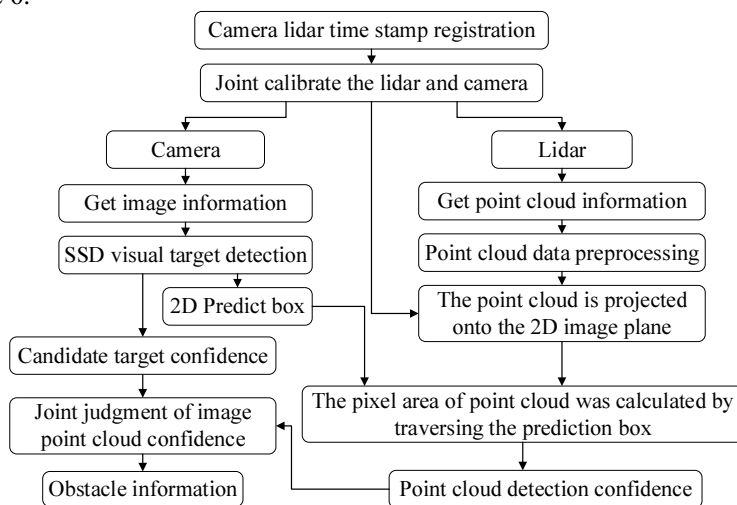 Camera lidar time stamp registration
Joint calibrate the lidar and camera
Camera
Lidar
Get image information
Get point cloud information
SSD visual target detection
Point cloud data preprocessing
2D Predict box
The point cloud is projected
onto the 2D image plane
Candidate target confidence
Joint judgment of image
point cloud confidence
The pixel area of point cloud was calculated by
traversing the prediction box
Obstacle information
Point cloud detection confidence